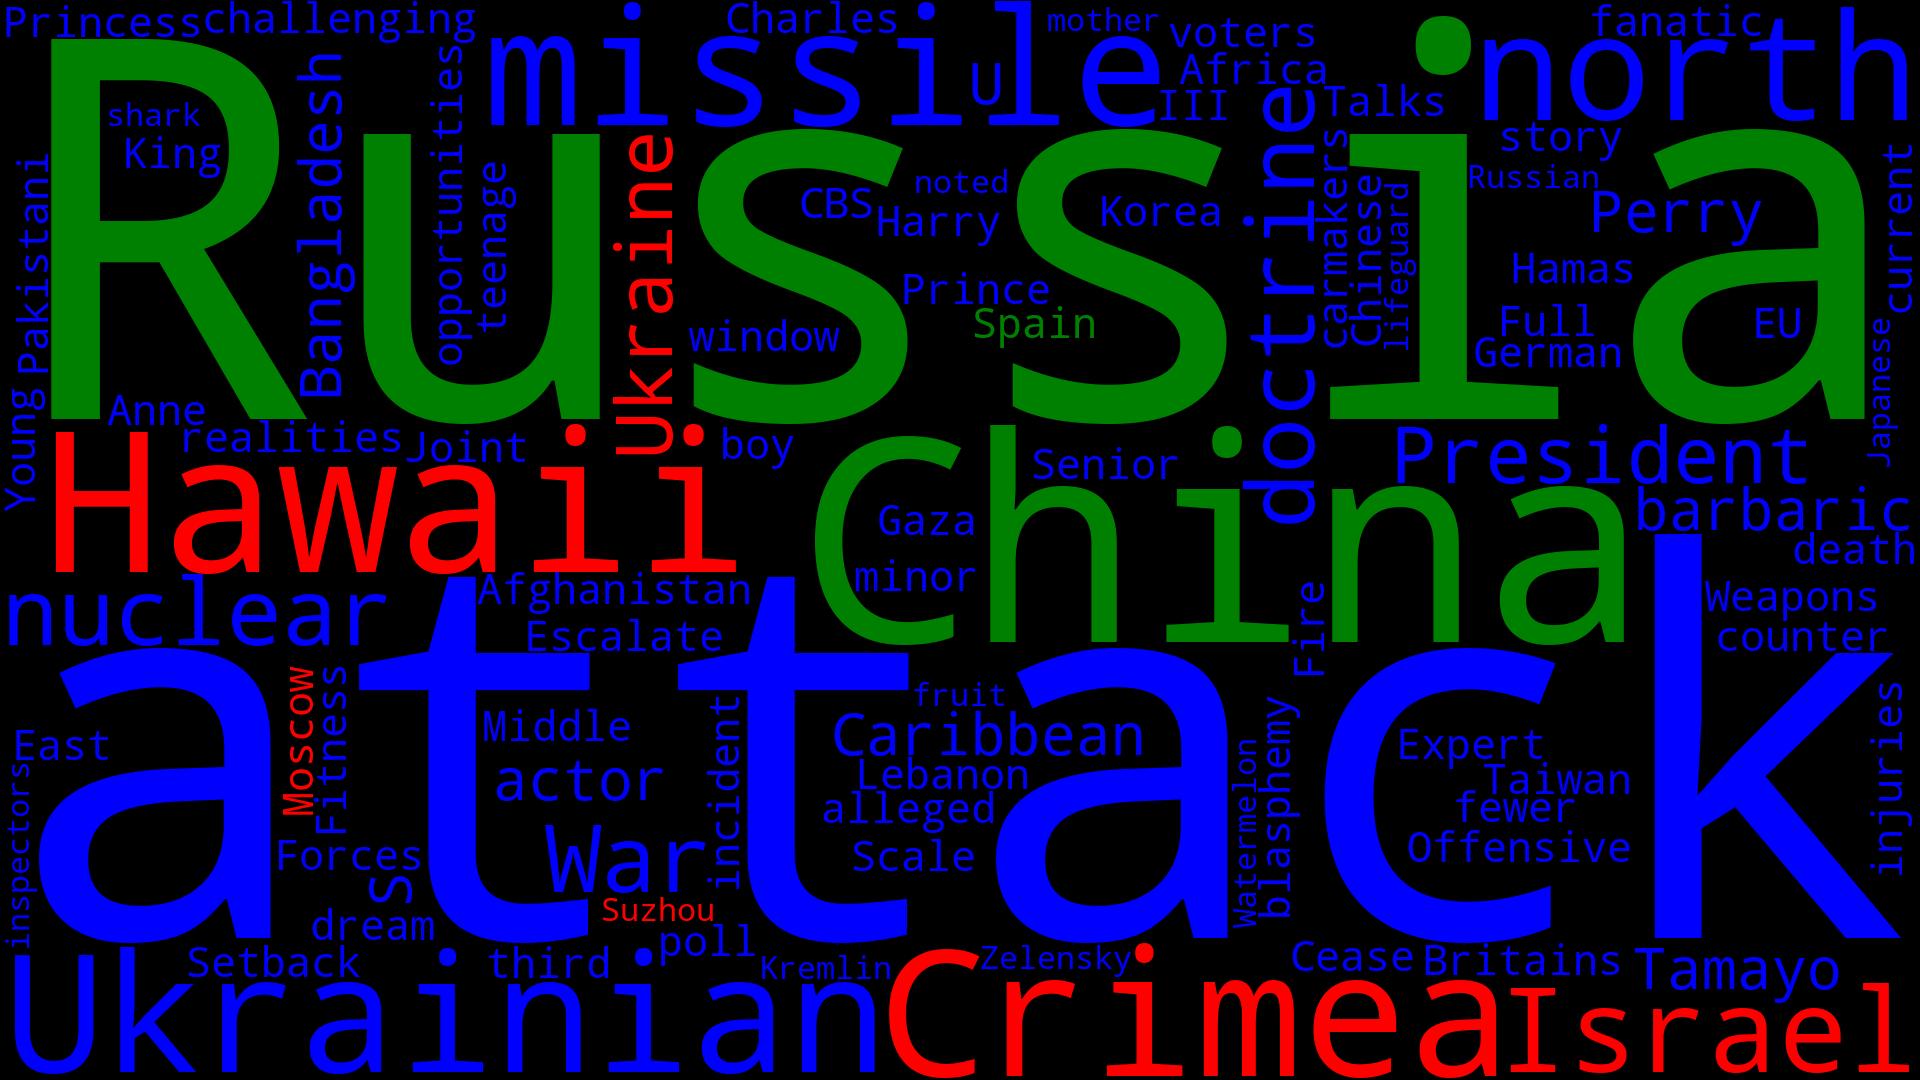 Princess
challenging
missile
Charles
mother
voters
fanatic
north
U
Africa
III
Talks
shark
King
Bangladesh
opportunities
teenage
Russia
Ukraine
CBS
noted
Harry
Korea
doctrine
Carmakers
Chinese
lifeguard
story
Russian
Perry
current
Pakistani
Prince
Spain
window
Hamas
Full
German
EU
Japanese
Young
Anne
realities
Joint
boy
Hawaii
China
Senior
President
Gaza
minor
barbaric
death
nuclear
Afghanistan
Escalate
Fire
Weapons
counter
attack
Moscow
Fitness
East
inspectors
Middle
actor
incident
fruit
Caribbean
Lebanon
alleged
Scale
Watermelon
blasphemy
Expert
Taiwan
fewer
Offensive
injuries
Forces
S
War
Suzhou
dream
poll
Setback
third
Kremlin
Ukrainian
Zelensky
Crimea
Cease
Britains
Tamayo
Israel